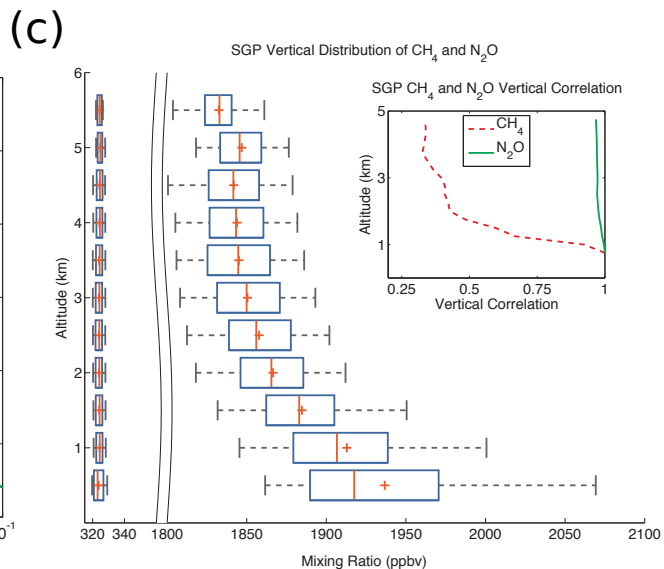 (c)
SGP Vertical Distribution of CH4 and N2O
6
5
4
3
2
1
Altitude (km)
320 340 1800 1850 1900 1950 2000 2050 2100
Mixing Ratio (ppbv)
SGP CH4 and N2O Vertical Correlation
CH4
N2O
5
3
1
Altitude (km)
0.25 0.5 0.75 1
Vertical Correlation